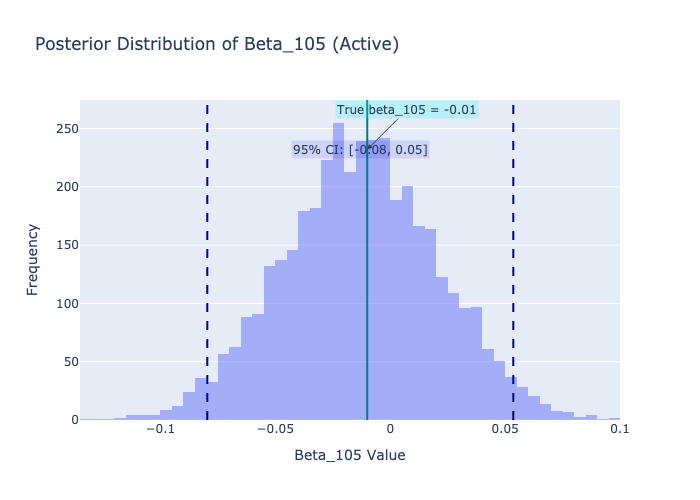 Posterior Distribution of Beta_105 (Active)
True beta_105 = -0.01
95% CI: [-0.08, 0.05]
250
200
150
100
50
0
Frequency
−0.1
−0.05
0
0.05
0.1
Beta_105 Value